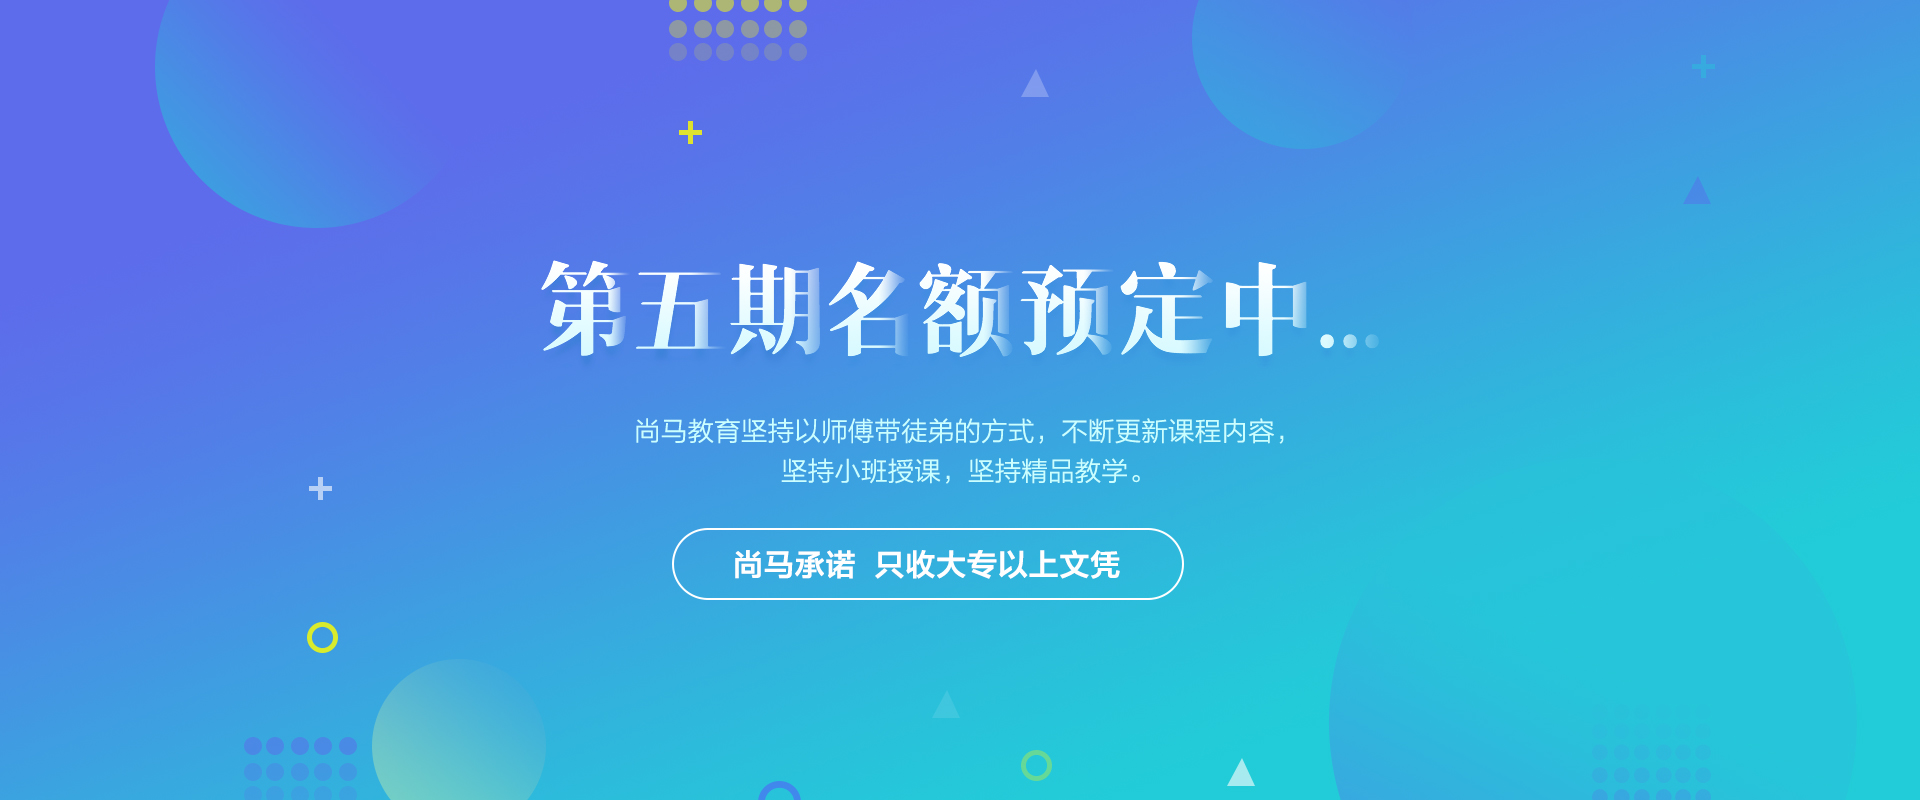 第五期名额预定中...
尚马教育坚持以师傅带徒弟的方式，不断更新课程内容，
坚持小班授课，坚持精品教学。
尚马承诺 只收大专以上文凭